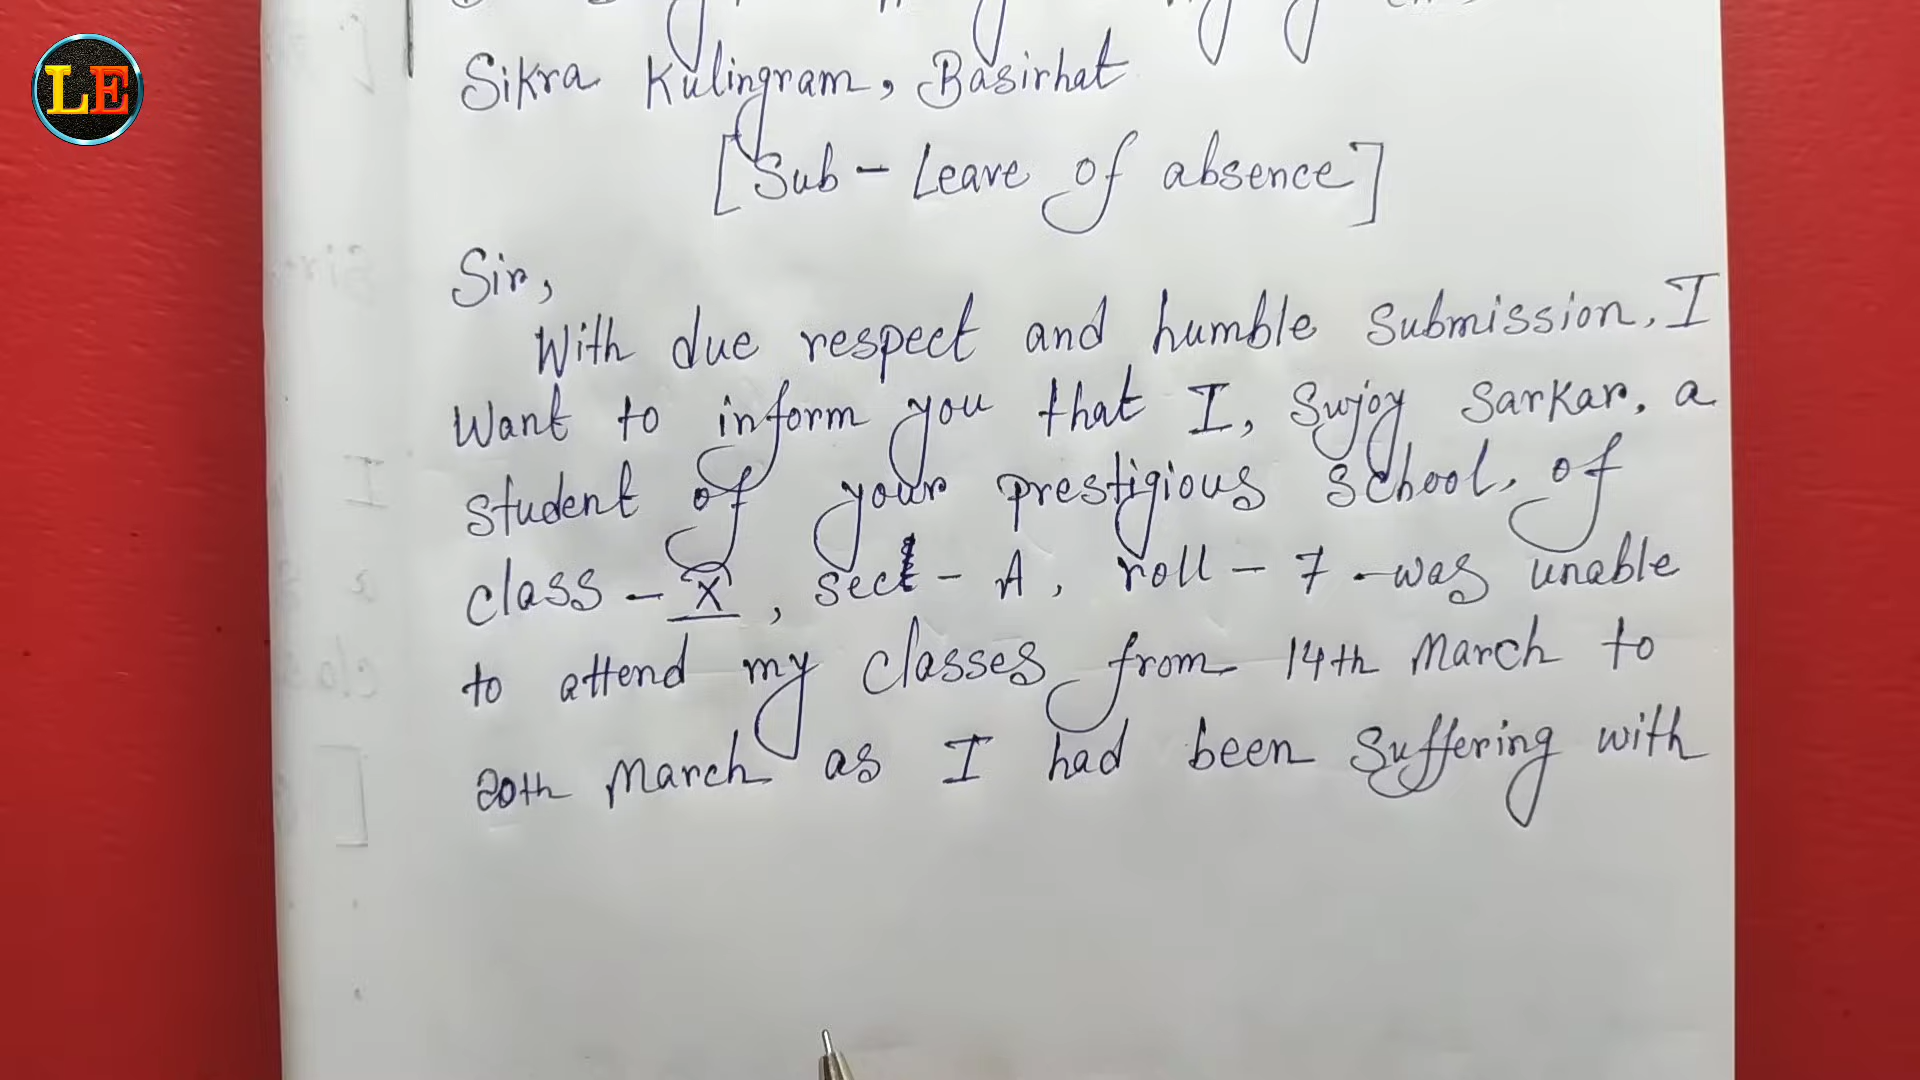 LE
Sikra Kulingram, Basirhat
[Sub - Leave of absence]
Sir,
With due respect and humble submission, I
want to inform you that I, Sujoy Sarkar, a
student of your prestigious school, of
class - X, sect - A, roll - 7 - was unable
to attend my classes from 14th March to
20th March as I had been suffering with